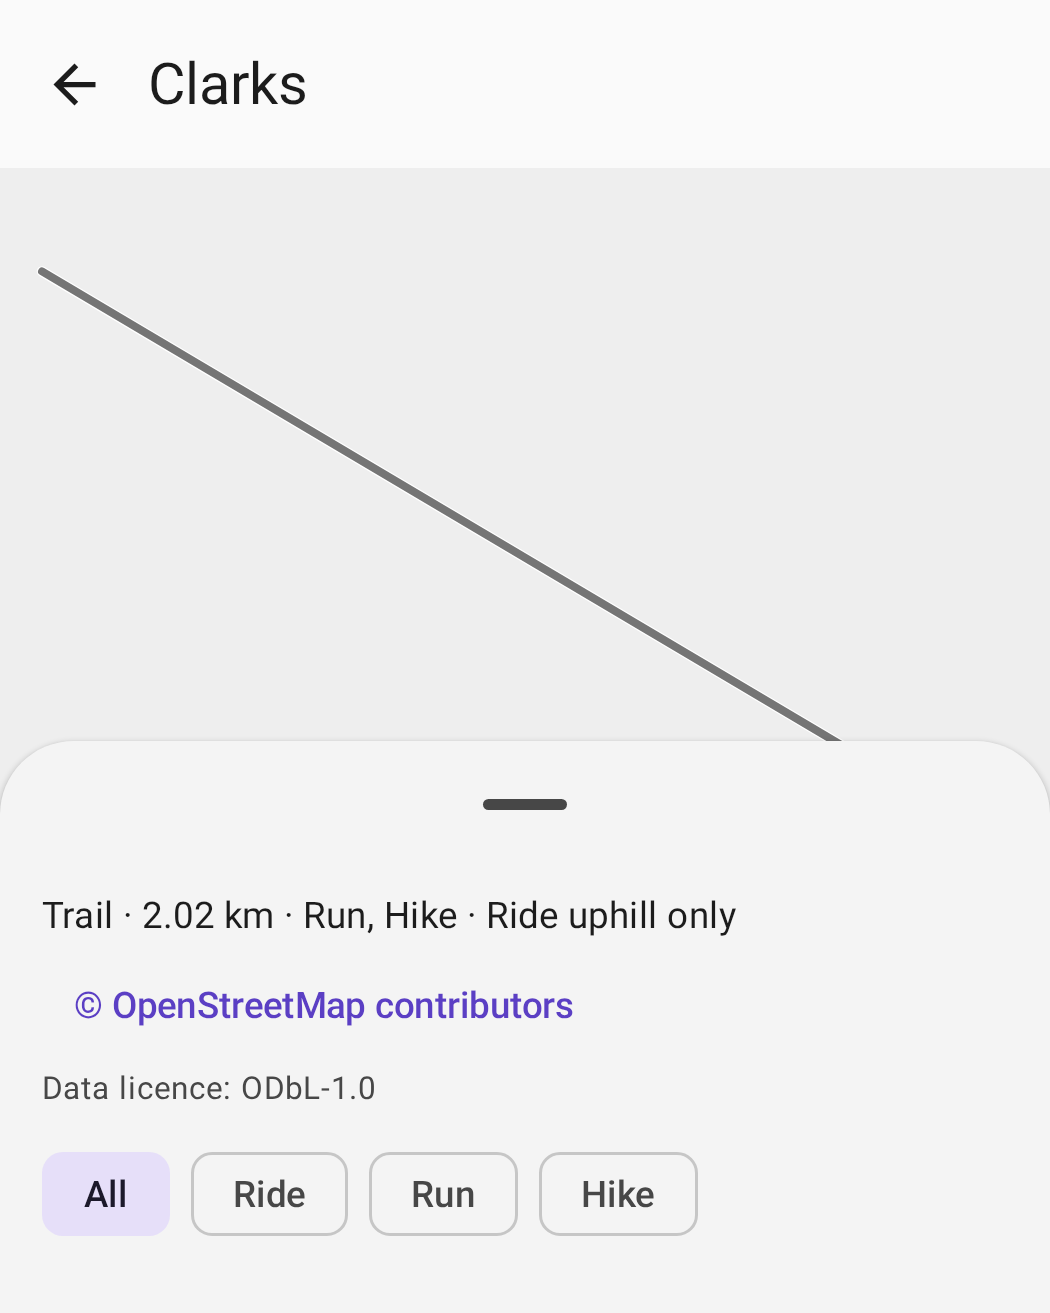 Clarks
Trail · 2.02 km · Run, Hike · Ride uphill only
© OpenStreetMap contributors
Data licence: ODbL-1.0
All
Ride
Run
Hike